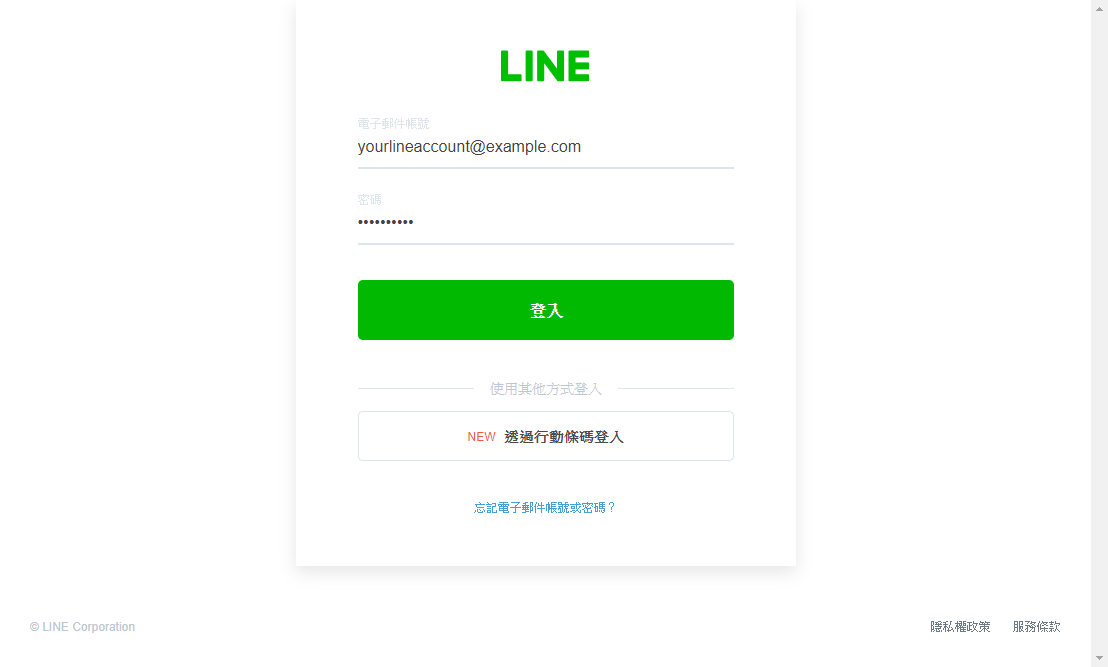 LINE
電子郵件帳號
yourlineaccount@example.com
密碼
••••••••••
登入
使用其他方式登入
NEW 透過行動條碼登入
忘記電子郵件帳號或密碼？
© LINE Corporation
隱私權政策 服務條款